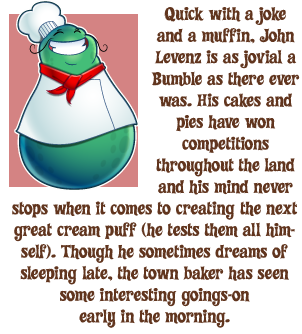 Quick with a joke
and a muffin, John
Levenz is as jovial a
Bumble as there ever
was. His cakes and
pies have won
competitions
throughout the land
and his mind never
stops when it comes to creating the next
great cream puff (he tests them all him-
self). Though he sometimes dreams of
sleeping late, the town baker has seen
some interesting goings-on
early in the morning.